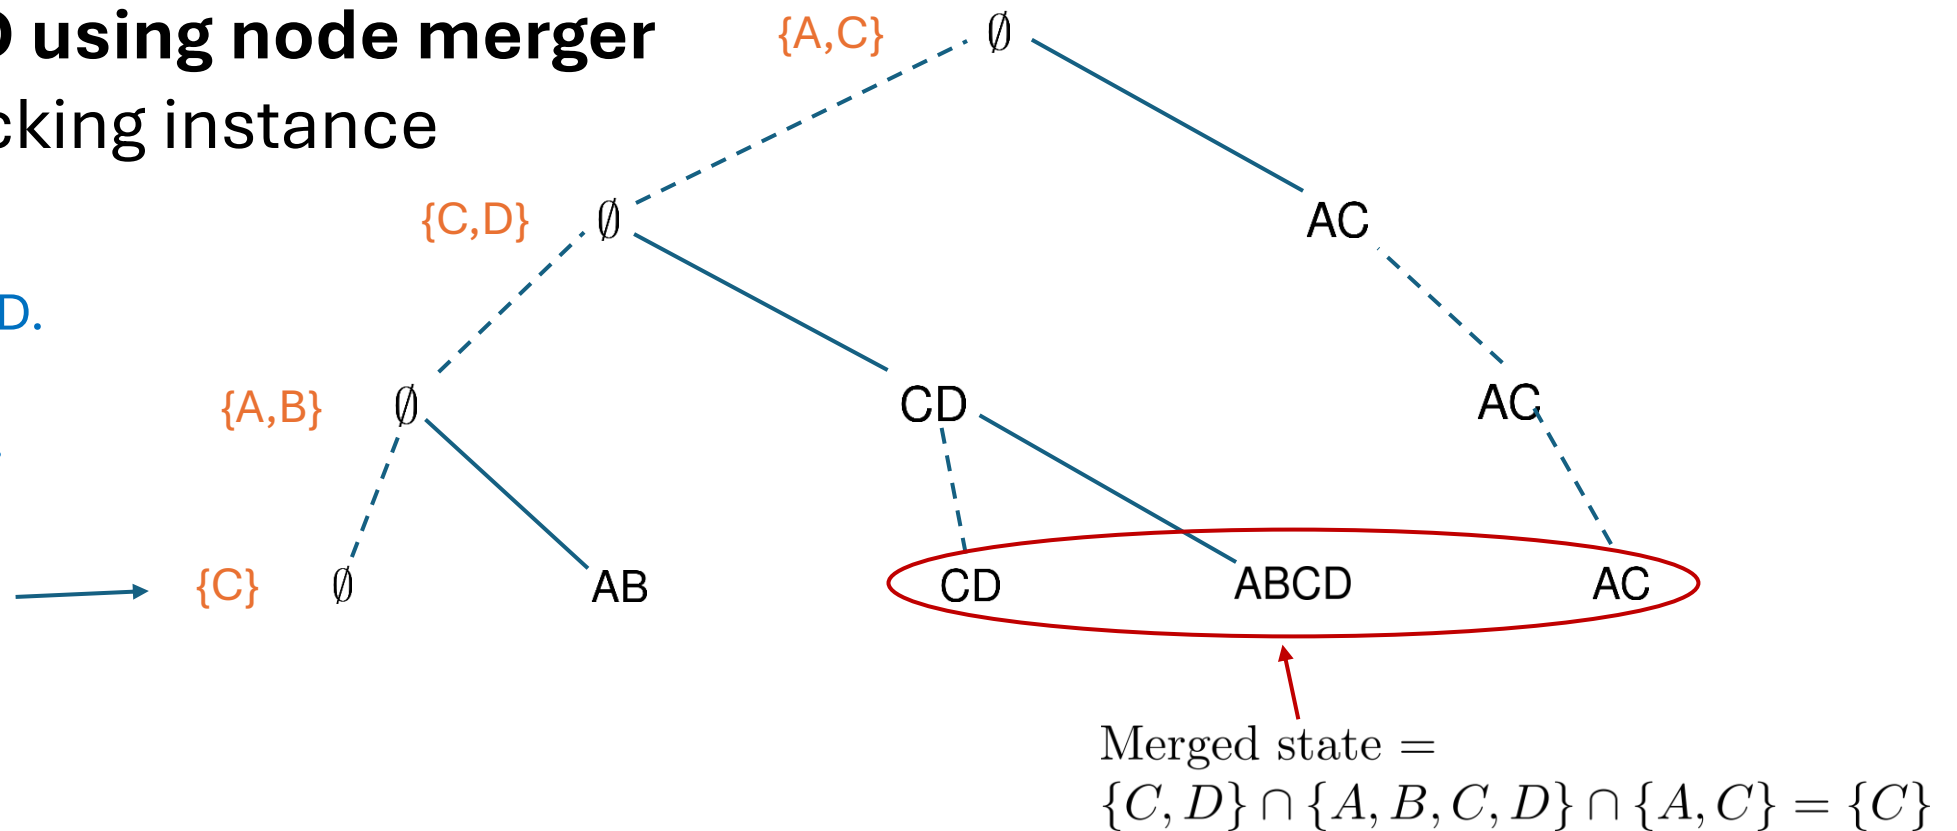 D using node merger
cking instance
{A,C} ∅
{C,D} ∅ AC
D.
{A,B} ∅ CD AC
{C} ∅ AB CD ABCD AC
Merged state =
{C, D} ∩ {A, B, C, D} ∩ {A, C} = {C}